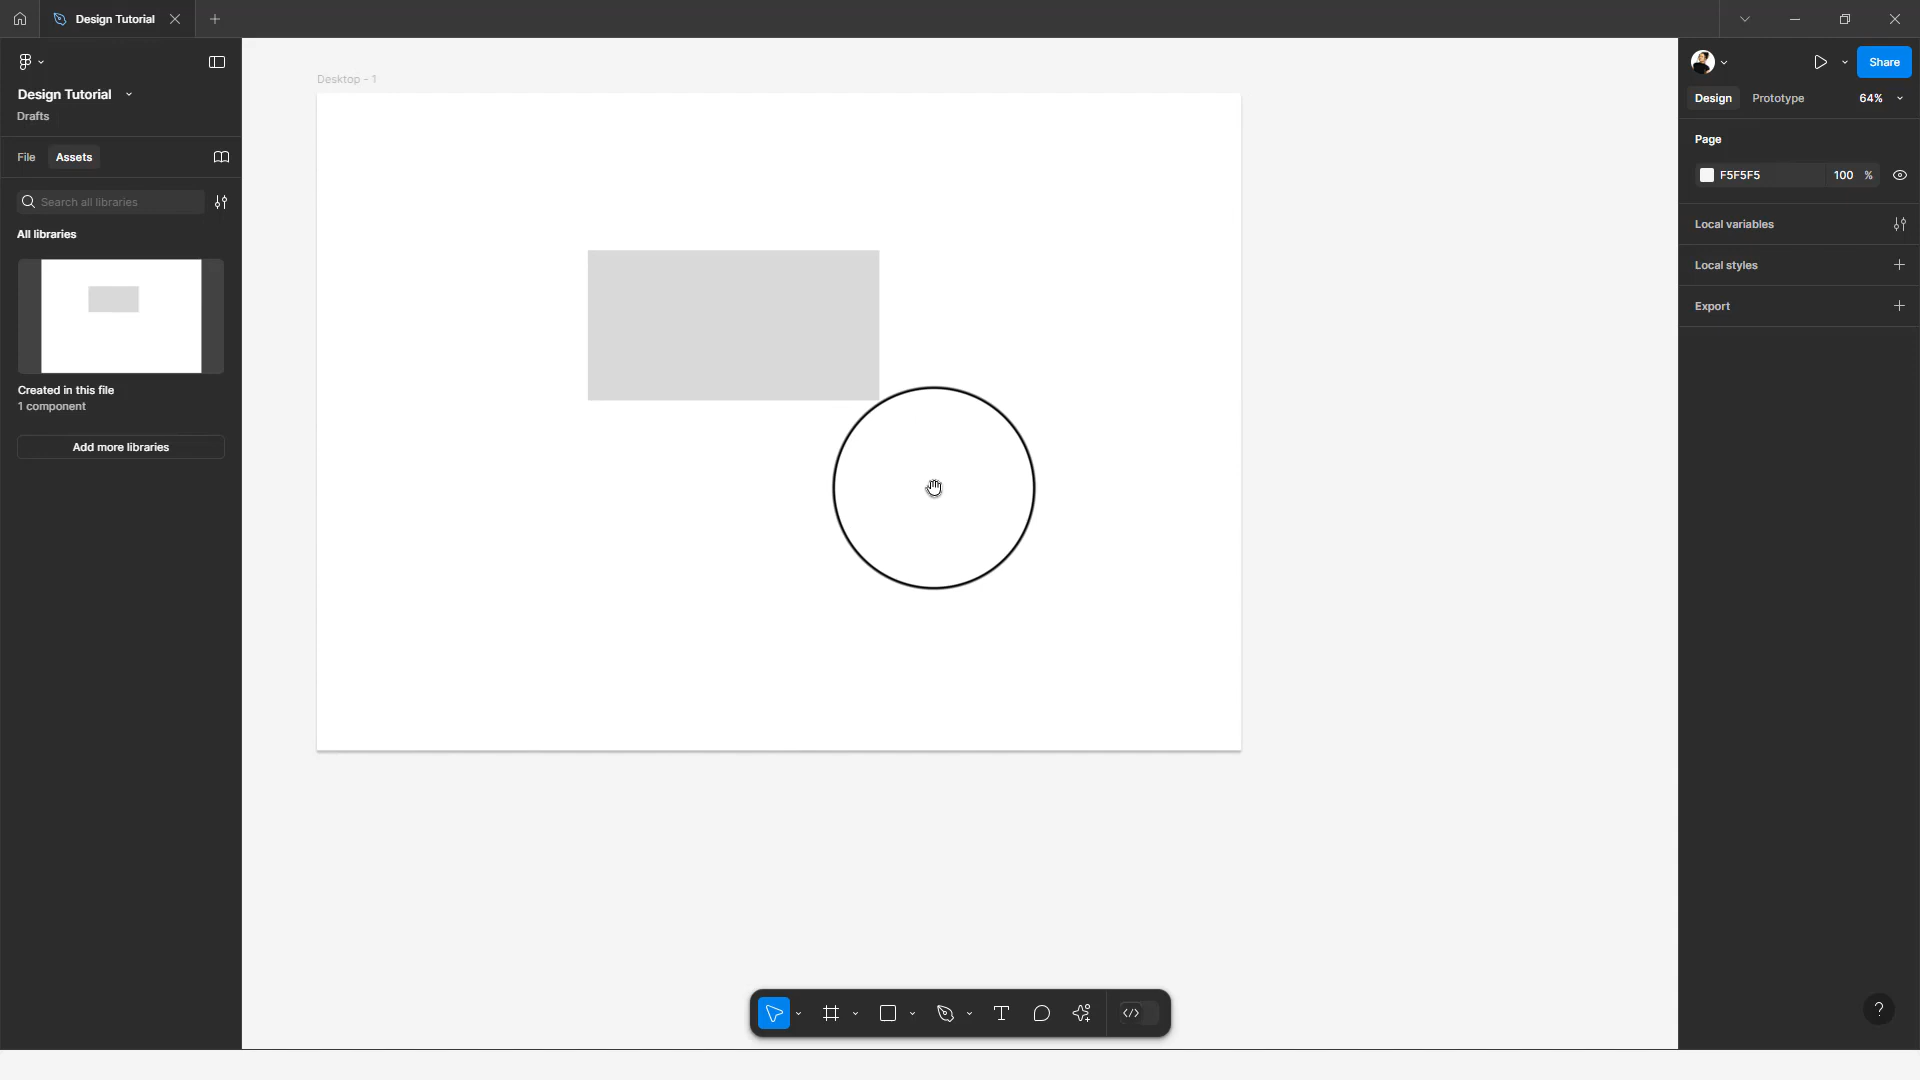 Design Tutorial
Design Tutorial
Drafts
File Assets
Search all libraries
All libraries
Created in this file
1 component
Add more libraries
Desktop - 1
Share
Design Prototype 64%
Page
F5F5F5 100 %
Local variables
Local styles
Export
?